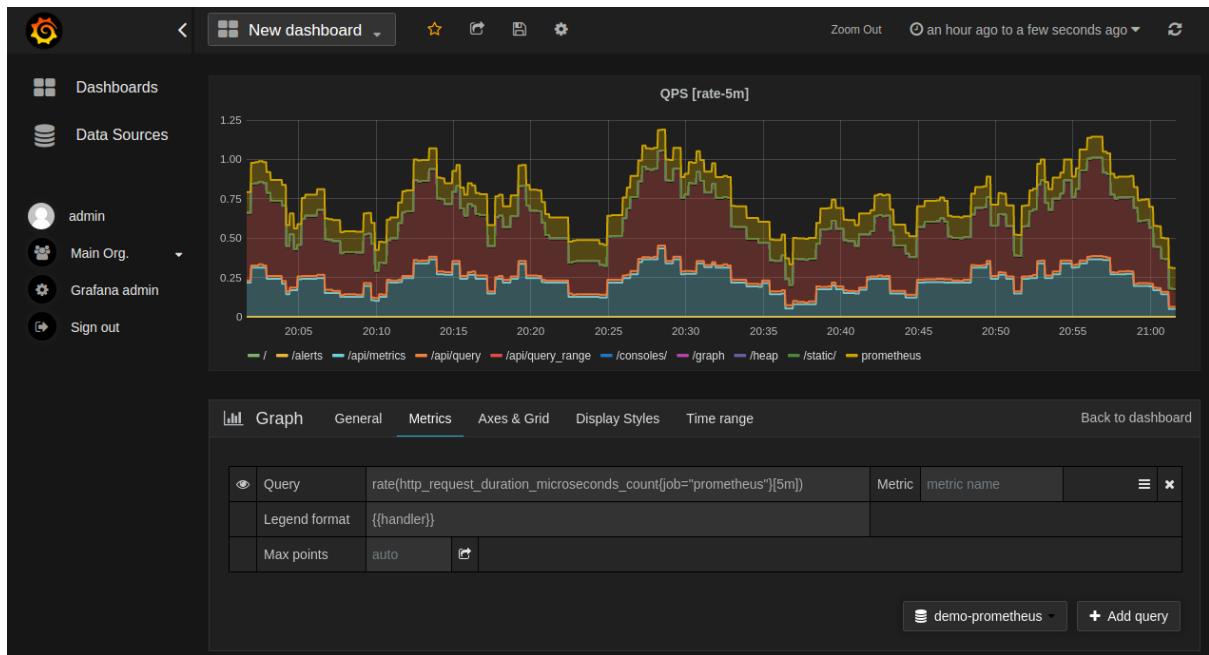 New dashboard
Zoom Out
an hour ago to a few seconds ago
Dashboards
Data Sources
admin
Main Org.
Grafana admin
Sign out
QPS [rate-5m]
1.25
1.00
0.75
0.50
0.25
0
20:05 20:10 20:15 20:20 20:25 20:30 20:35 20:40 20:45 20:50 20:55 21:00
/ /alerts /api/metrics /api/query /api/query_range /consoles/ /graph /heap /static/ prometheus
Graph General Metrics Axes & Grid Display Styles Time range Back to dashboard
Query rate(http_request_duration_microseconds_count{job="prometheus"}[5m]) Metric metric name
Legend format {{handler}}
Max points auto
demo-prometheus Add query